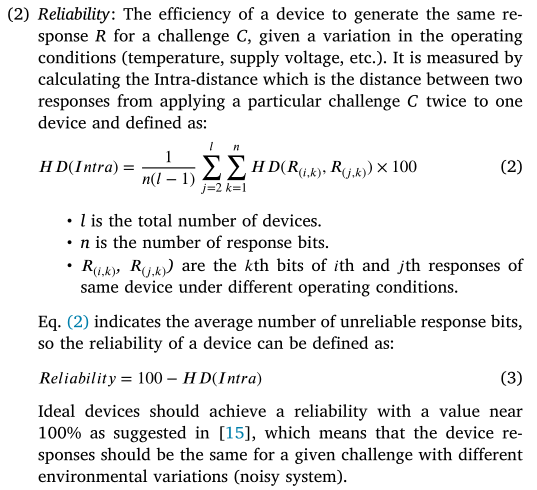 (2) Reliability: The efficiency of a device to generate the same re-
sponse R for a challenge C, given a variation in the operating
conditions (temperature, supply voltage, etc.). It is measured by
calculating the Intra-distance which is the distance between two
responses from applying a particular challenge C twice to one
device and defined as:
HD(Intra) = \frac{1}{n(l − 1)} \sum_{j=2}^{l} \sum_{k=1}^{n} HD(R_{(i,k)}, R_{(j,k)}) × 100 (2)
• l is the total number of devices.
• n is the number of response bits.
• R_{(i,k)}, R_{(j,k)}) are the kth bits of ith and jth responses of
same device under different operating conditions.
Eq. (2) indicates the average number of unreliable response bits,
so the reliability of a device can be defined as:
Reliability = 100 − HD(Intra) (3)
Ideal devices should achieve a reliability with a value near
100% as suggested in [15], which means that the device re-
sponses should be the same for a given challenge with different
environmental variations (noisy system).